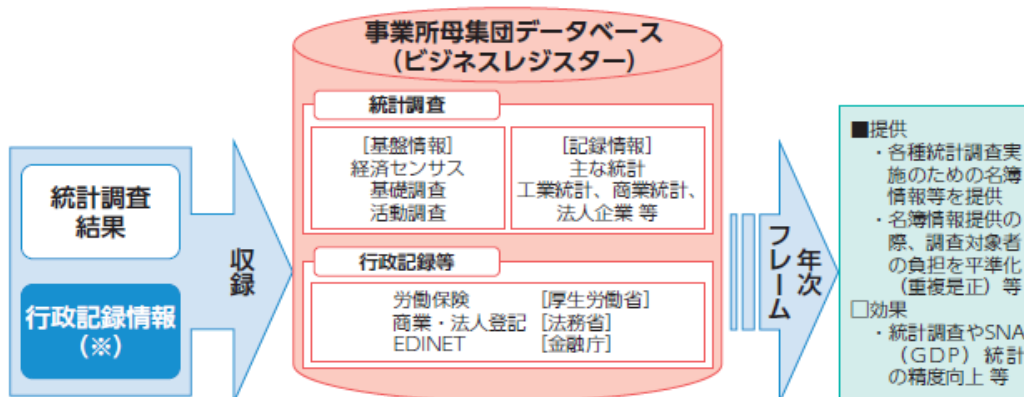 事業所母集団データベース
（ビジネスレジスター）
統計調査
［基盤情報］
経済センサス
基礎調査
活動調査
［記録情報］
主な統計
工業統計、商業統計、
法人企業 等
行政記録等
労働保険　［厚生労働省］
商業・法人登記［法務省］
EDINET　［金融庁］
統計調査
結果
行政記録情報
（※）
収録
年次
フレーム
■提供
・各種統計調査実
施のための名簿
情報等を提供
・名簿情報提供の
際、調査対象者
の負担を平準化
（重複是正）等
□効果
・統計調査やSNA
（GDP）統計
の精度向上 等